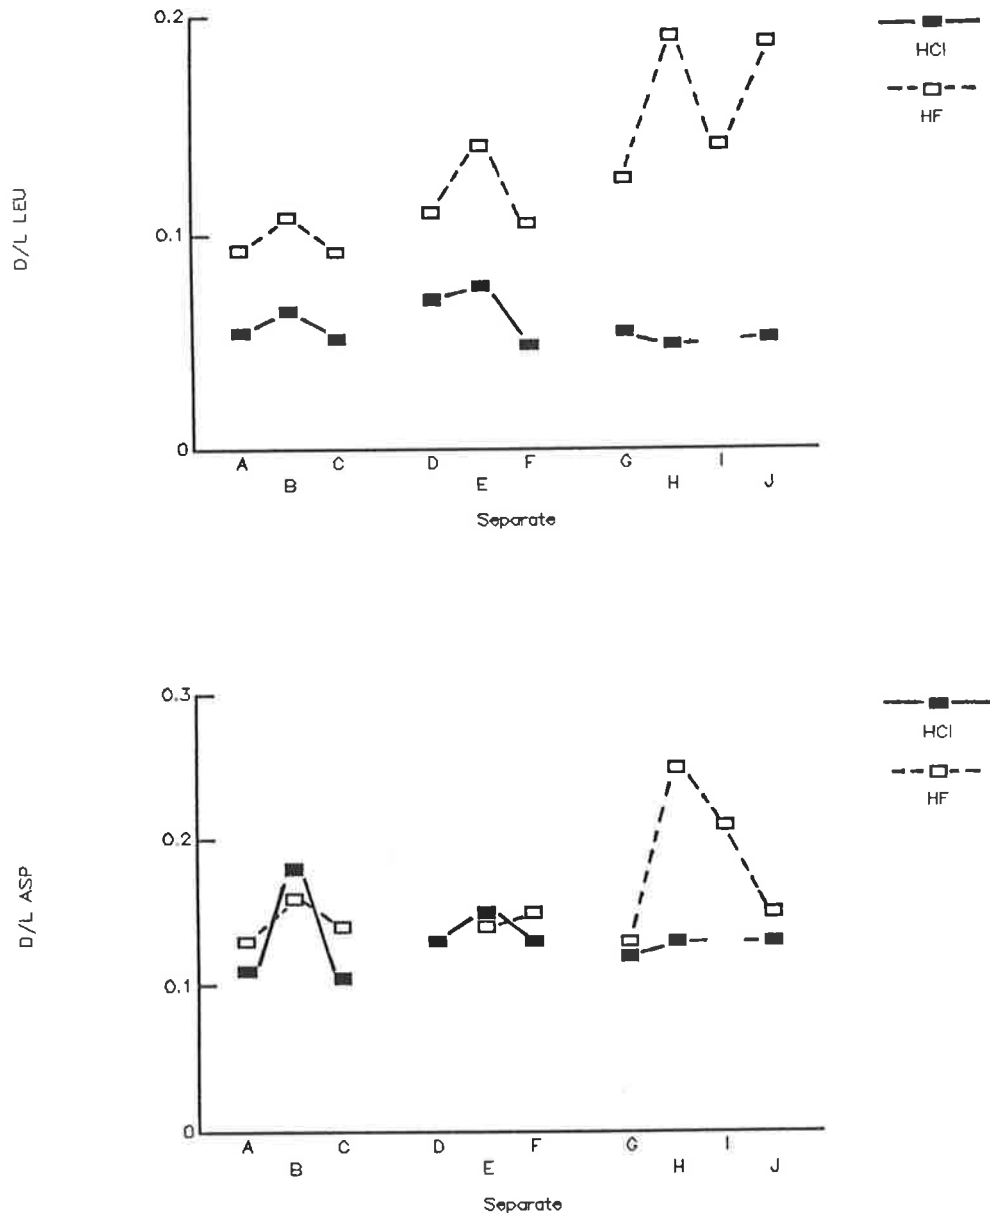 0.2
HCl
HF
D/L LEU
0.1
0
A C D F G I
B E H J
Separate
0.3
HCl
HF
0.2
D/L ASP
0.1
0
A C D F G I
B E H J
Separate